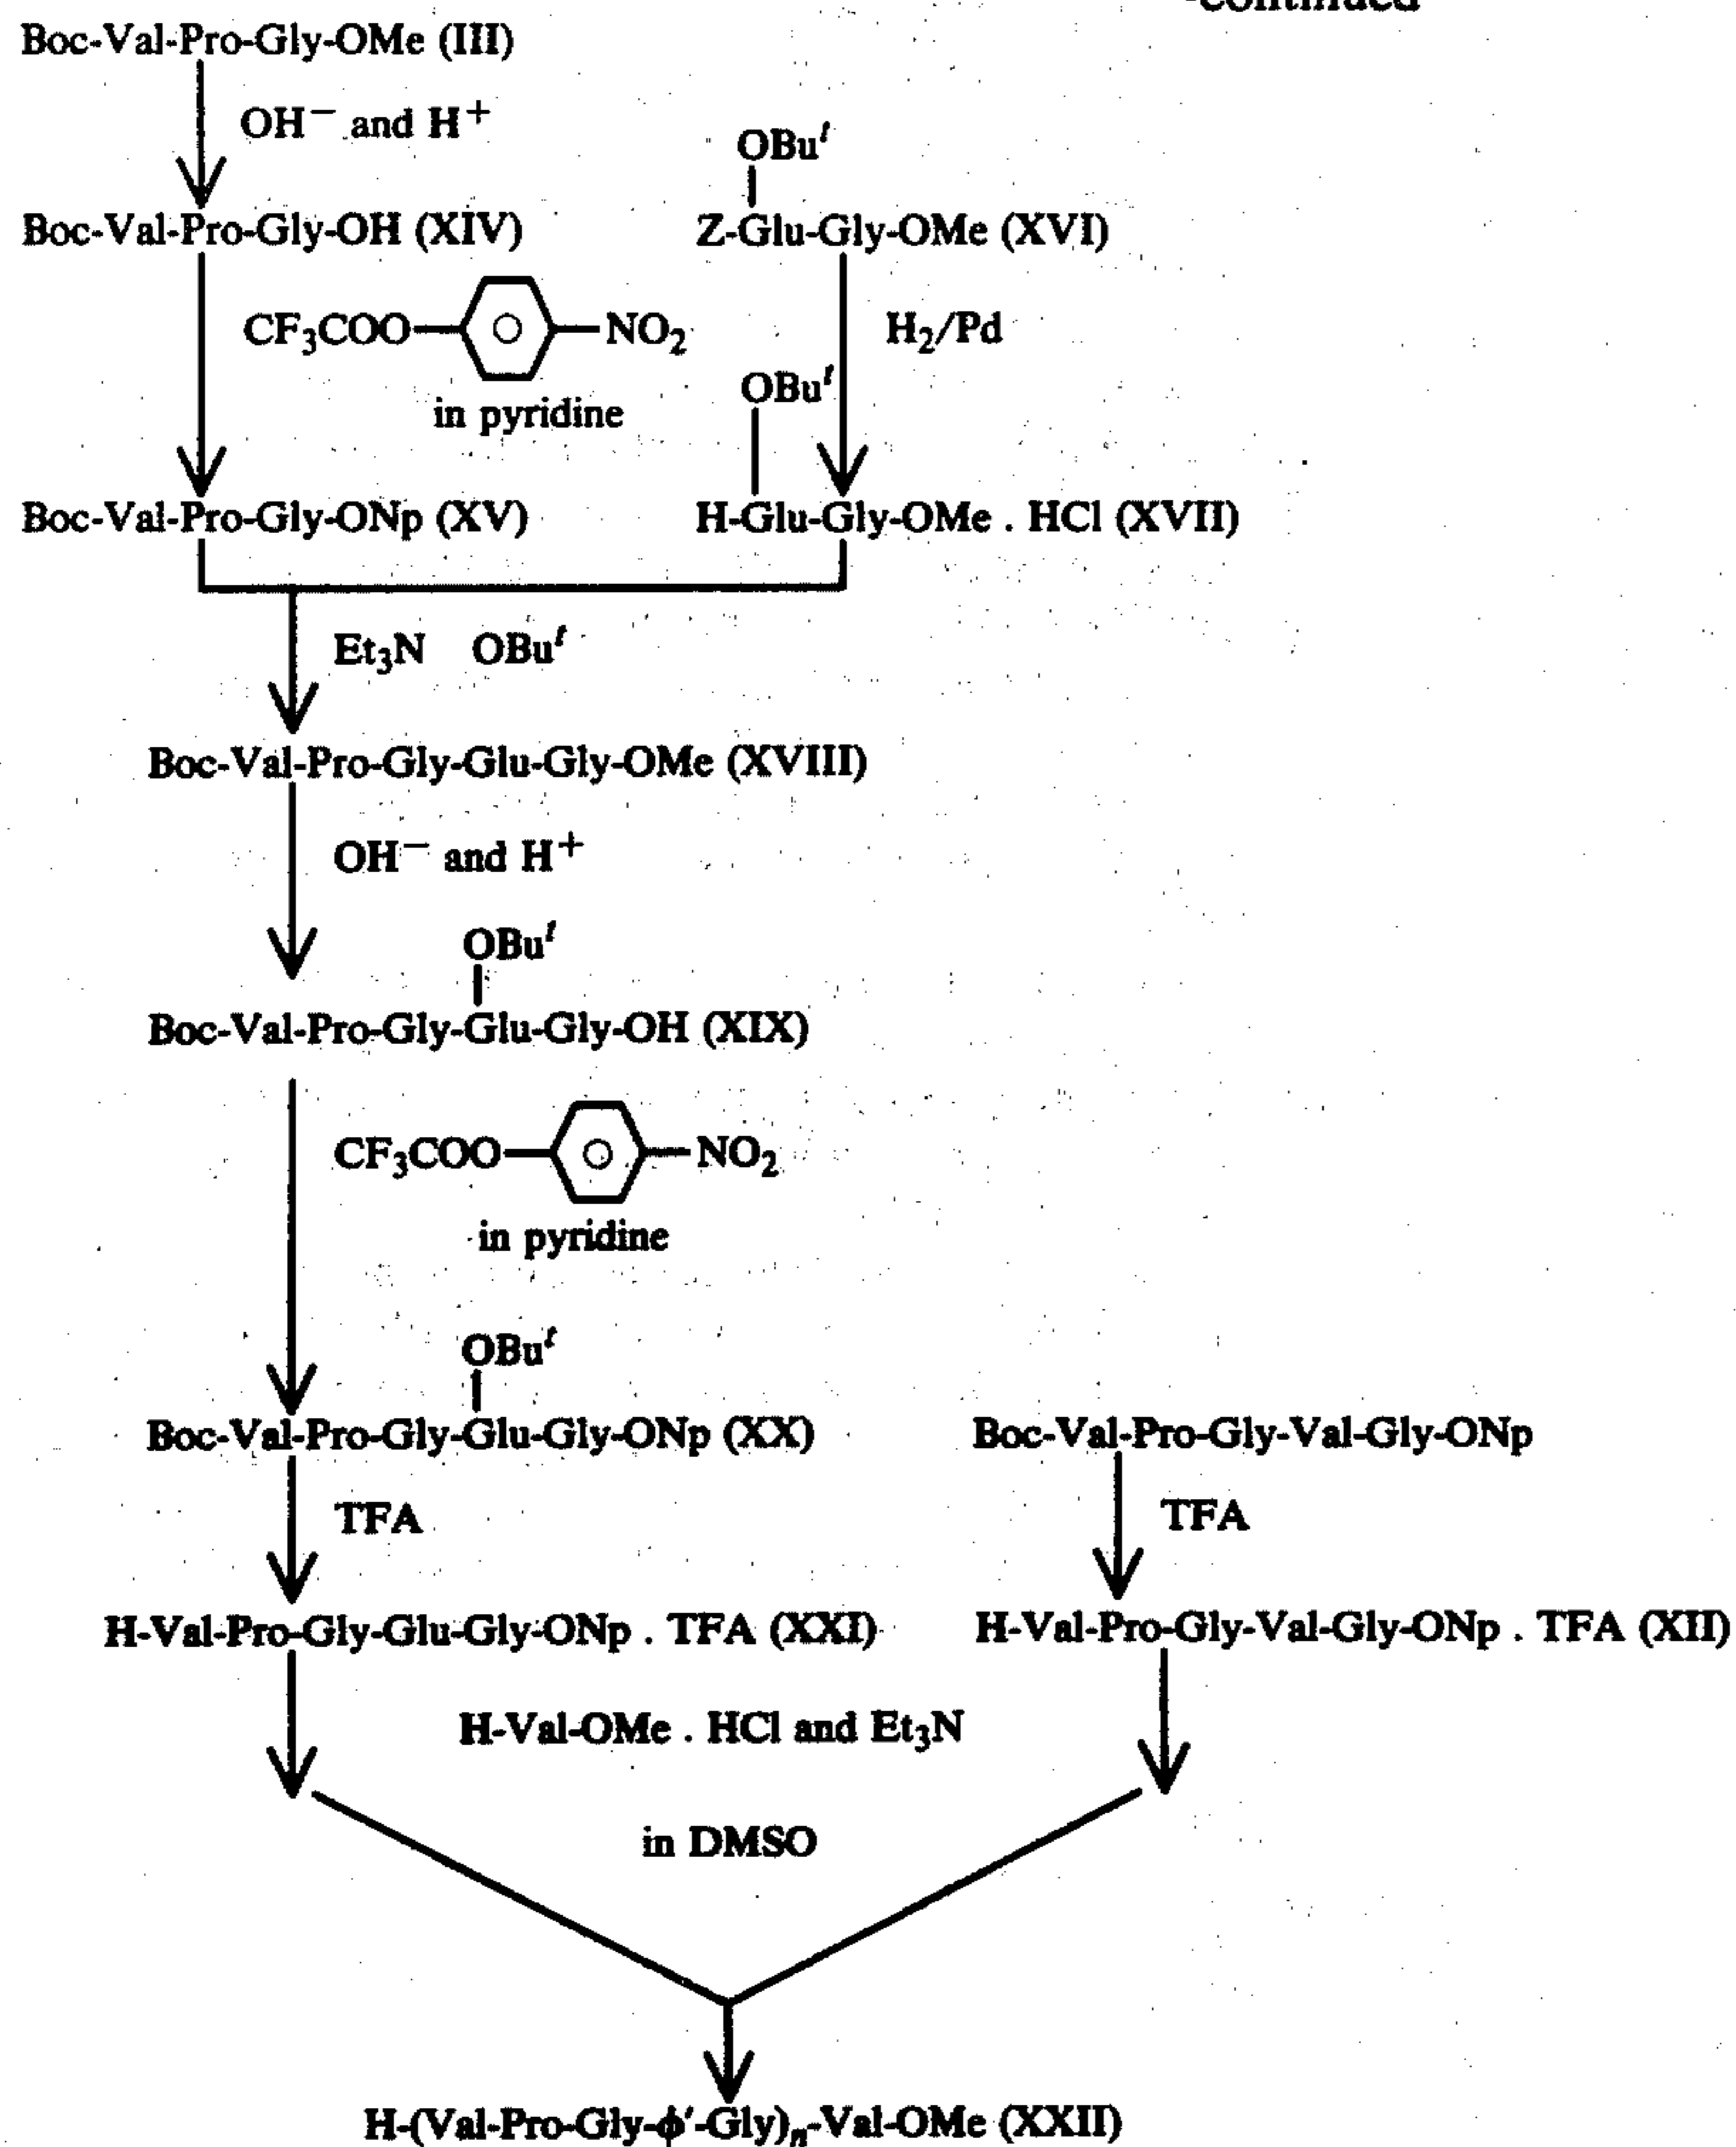 -continued
Boc-Val-Pro-Gly-OMe (III)
OH⁻ and H⁺
OBuᵗ
Boc-Val-Pro-Gly-OH (XIV)
Z-Glu-Gly-OMe (XVI)
CF₃COO NO₂
in pyridine
H₂/Pd
OBuᵗ
Boc-Val-Pro-Gly-ONp (XV)
H-Glu-Gly-OMe . HCl (XVII)
Et₃N OBuᵗ
Boc-Val-Pro-Gly-Glu-Gly-OMe (XVIII)
OH⁻ and H⁺
OBuᵗ
Boc-Val-Pro-Gly-Glu-Gly-OH (XIX)
CF₃COO NO₂
in pyridine
OBuᵗ
Boc-Val-Pro-Gly-Glu-Gly-ONp (XX)
Boc-Val-Pro-Gly-Val-Gly-ONp
TFA
TFA
H-Val-Pro-Gly-Glu-Gly-ONp . TFA (XXI)
H-Val-Pro-Gly-Val-Gly-ONp . TFA (XII)
H-Val-OMe . HCl and Et₃N
in DMSO
H-(Val-Pro-Gly-ϕ′-Gly)ₙ-Val-OMe (XXII)